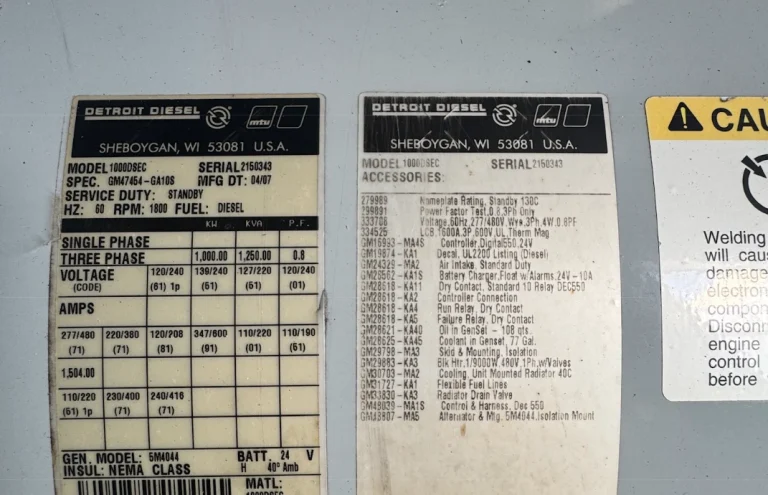 DETROIT DIESEL mtu
SHEBOYGAN, WI 53081 U.S.A.
MODEL 1000DSEC SERIAL 2150343
SPEC. GM47454-GA10S MFG DT: 04/07
SERVICE DUTY: STANDBY
HZ: 60 RPM: 1800 FUEL: DIESEL
KW KVA P.F.
SINGLE PHASE
THREE PHASE 1,000.00 1,250.00 0.8
VOLTAGE 120/240 139/240 127/220 120/240
(CODE) (61) 1p (51) (51) (01)
AMPS
277/480 220/380 120/208 347/600 110/220 110/190
(71) (71) (81) (91) (01) (51)
1,504.00
110/220 230/400 240/416
(61) 1p (71) (71)
GEN. MODEL: 5M4044 BATT. 24 V
INSUL: NEMA CLASS H 40° Amb
MATL:
1000DSEC
DETROIT DIESEL mtu
SHEBOYGAN, WI 53081 U.S.A.
MODEL 1000DSEC SERIAL 2150343
ACCESSORIES:
279989 Nameplate Rating, Standby 130C
299891 Power Factor Test,0.8,3Ph Only
333706 Voltage,60Hz,277/480V,Wye,3Ph,4W,0.8PF
334525 LCB 1600A,3P,600V,UL,Therm Mag
GM16993-MA4S Controller,Digital550,24V
GM19874-KA1 Decal, UL2200 Listing (Diesel)
GM24329-MA2 Air Intake, Standard Duty
GM26562-KA1S Battery Charger,Float w/Alarms,24V - 10A
GM28618-KA11 Dry Contact, Standard 10 Relay DEC550
GM28618-KA2 Controller Connection
GM28618-KA4 Run Relay, Dry Contact
GM28618-KA5 Failure Relay, Dry Contact
GM28621-KA40 Oil in GenSet - 108 qts.
GM28625-KA45 Coolant in Genset, 77 Gal.
GM29798-MA3 Skid & Mounting, Isolation
GM29883-KA3 Blk Htr,1/9000W,480V,1Ph,w/Valves
GM30703-MA2 Cooling, Unit Mounted Radiator 40C
GM31727-KA1 Flexible Fuel Lines
GM33830-KA3 Radiator Drain Valve
GM48039-MA1S Control & Harness, Dec 550
Alternator & Mtg, 5M4044,Isolation Mount
CAU
Welding
will caus
damage
electron
compon
Disconn
engine
control
before